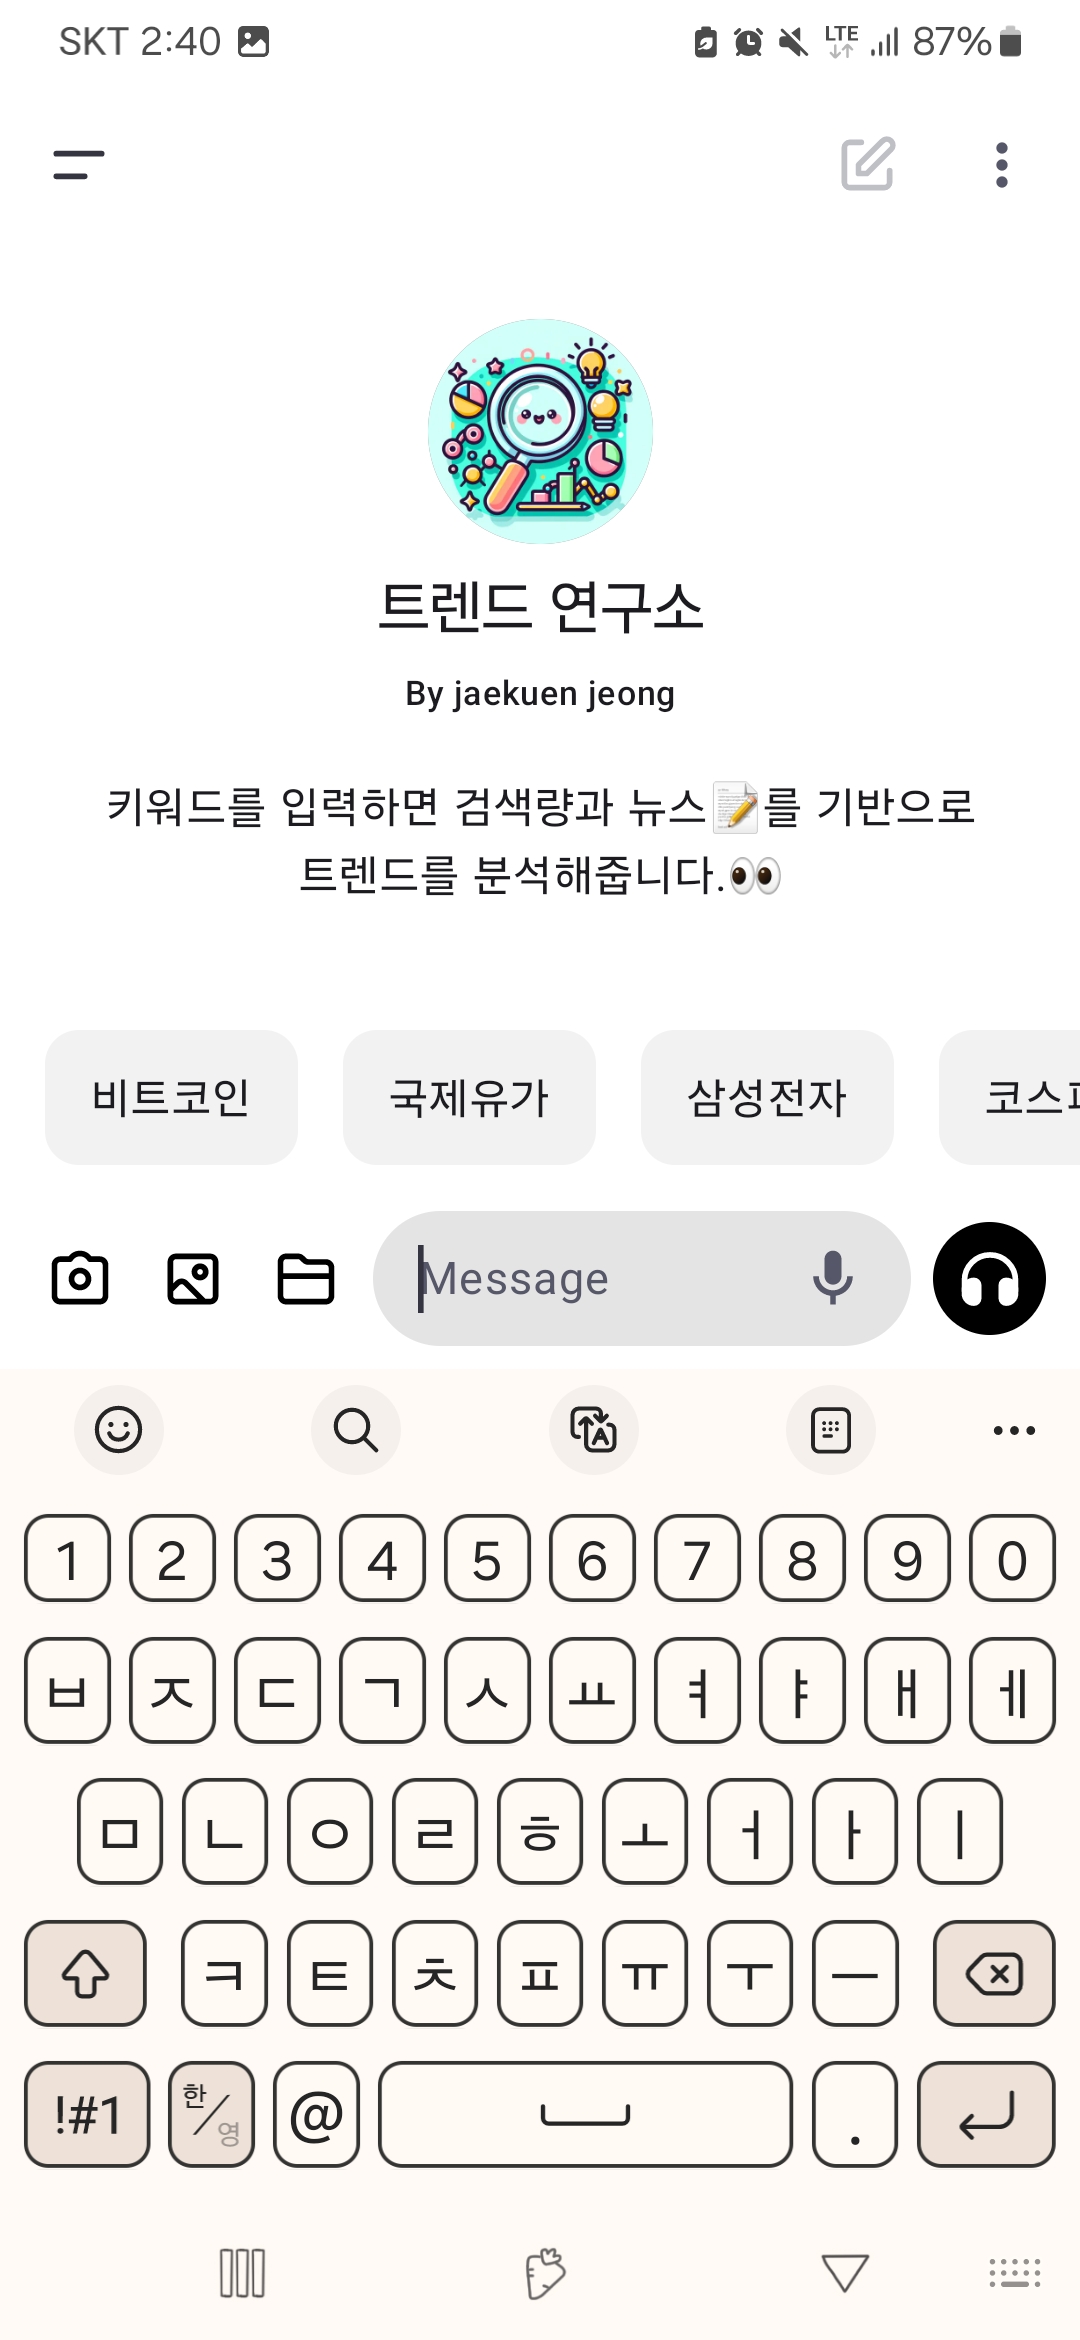 SKT 2:40 LTE 87%
트렌드 연구소
By jaekuen jeong
키워드를 입력하면 검색량과 뉴스📝를 기반으로
트렌드를 분석해줍니다.👀
비트코인 국제유가 삼성전자 코스피
Message
1 2 3 4 5 6 7 8 9 0
ㅂ ㅈ ㄷ ㄱ ㅅ ㅛ ㅕ ㅑ ㅐ ㅔ
ㅁ ㄴ ㅇ ㄹ ㅎ ㅗ ㅓ ㅏ ㅣ
ㅋ ㅌ ㅊ ㅍ ㅠ ㅜ ㅡ
!#1 한/영 @ .